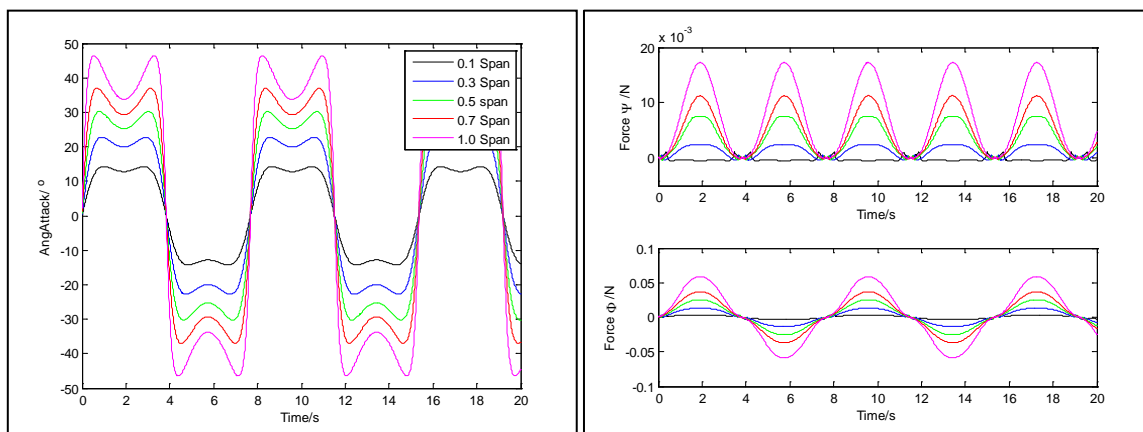 50
40
30
20
10
0
-10
-20
-30
-40
-50
AngAttack/ °
0 2 4 6 8 10 12 14 16 18 20
Time/s
0.1 Span
0.3 Span
0.5 span
0.7 Span
1.0 Span
x 10⁻³
20
10
0
Force Ψ /N
0 2 4 6 8 10 12 14 16 18 20
Time/s
0.1
0.05
0
-0.05
-0.1
Force Φ /N
0 2 4 6 8 10 12 14 16 18 20
Time/s